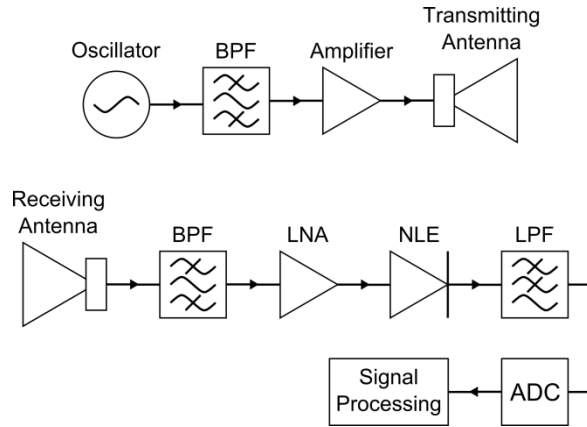 Oscillator
BPF
Amplifier
Transmitting
Antenna
Receiving
Antenna
BPF
LNA
NLE
LPF
Signal
Processing
ADC